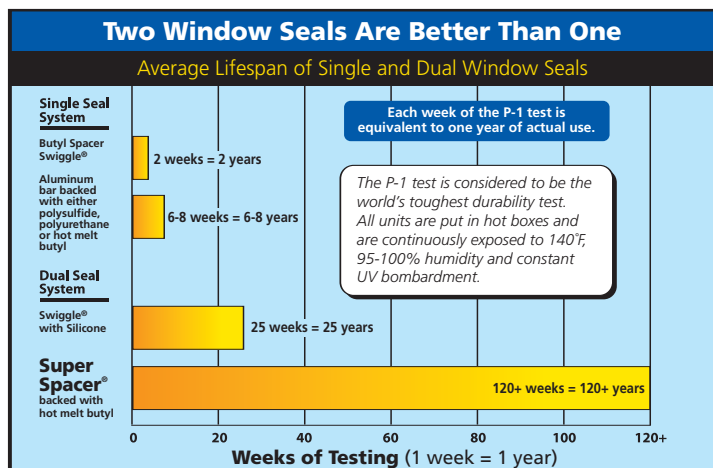 Two Window Seals Are Better Than One
Average Lifespan of Single and Dual Window Seals
Single Seal
System
Each week of the P-1 test is
equivalent to one year of actual use.
Butyl Spacer
Swiggle®
2 weeks = 2 years
Aluminum
bar backed
with either
polysulfide,
polyurethane
or hot melt
butyl
6-8 weeks = 6-8 years
The P-1 test is considered to be the
world's toughest durability test.
All units are put in hot boxes and
are continuously exposed to 140°F,
95-100% humidity and constant
UV bombardment.
Dual Seal
System
Swiggle®
with Silicone
25 weeks = 25 years
Super
Spacer®
backed with
hot melt butyl
120+ weeks = 120+ years
0 20 40 60 80 100 120+
Weeks of Testing (1 week = 1 year)